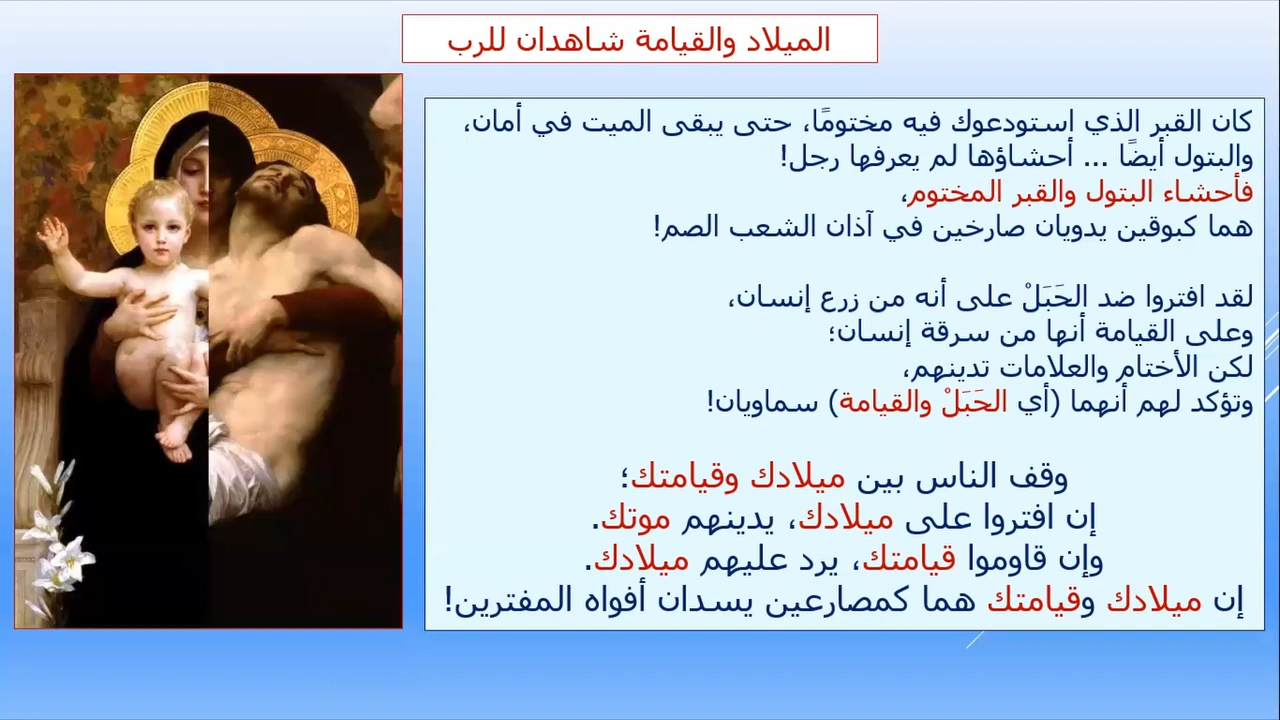 الميلاد والقيامة شاهدان للرب
كان القبر الذي استودعوك فيه مختومًا، حتى يبقى الميت في أمان،
والبتول أيضًا ... أحشاؤها لم يعرفها رجل!
فأحشاء البتول والقبر المختوم،
هما كبوقين يدويان صارخين في آذان الشعب الصم!
لقد افتروا ضد الحَبَلْ على أنه من زرع إنسان،
وعلى القيامة أنها من سرقة إنسان؛
لكن الأختام والعلامات تدينهم،
وتؤكد لهم أنهما (أي الحَبَلْ والقيامة) سماويان!
وقف الناس بين ميلادك وقيامتك؛
إن افتروا على ميلادك، يدينهم موتك.
وإن قاوموا قيامتك، يرد عليهم ميلادك.
إن ميلادك وقيامتك هما كمصارعين يسدان أفواه المفترين!